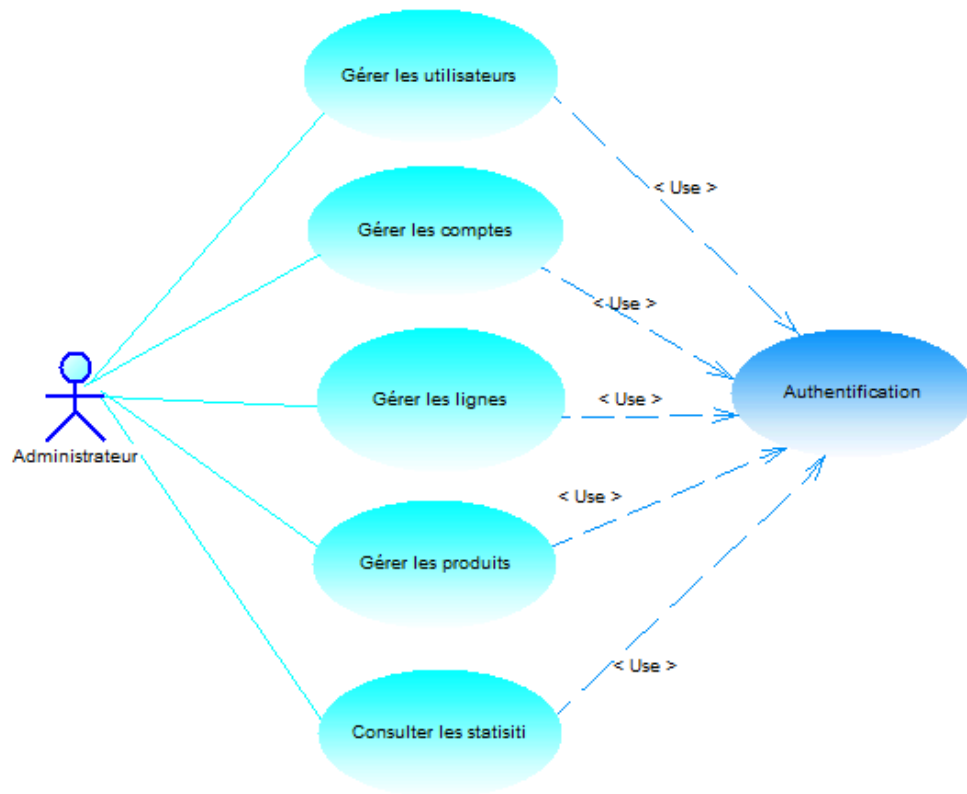 Gérer les utilisateurs
< Use >
Gérer les comptes
< Use >
Authentification
Gérer les lignes
< Use >
Administrateur
< Use >
Gérer les produits
< Use >
Consulter les statisiti